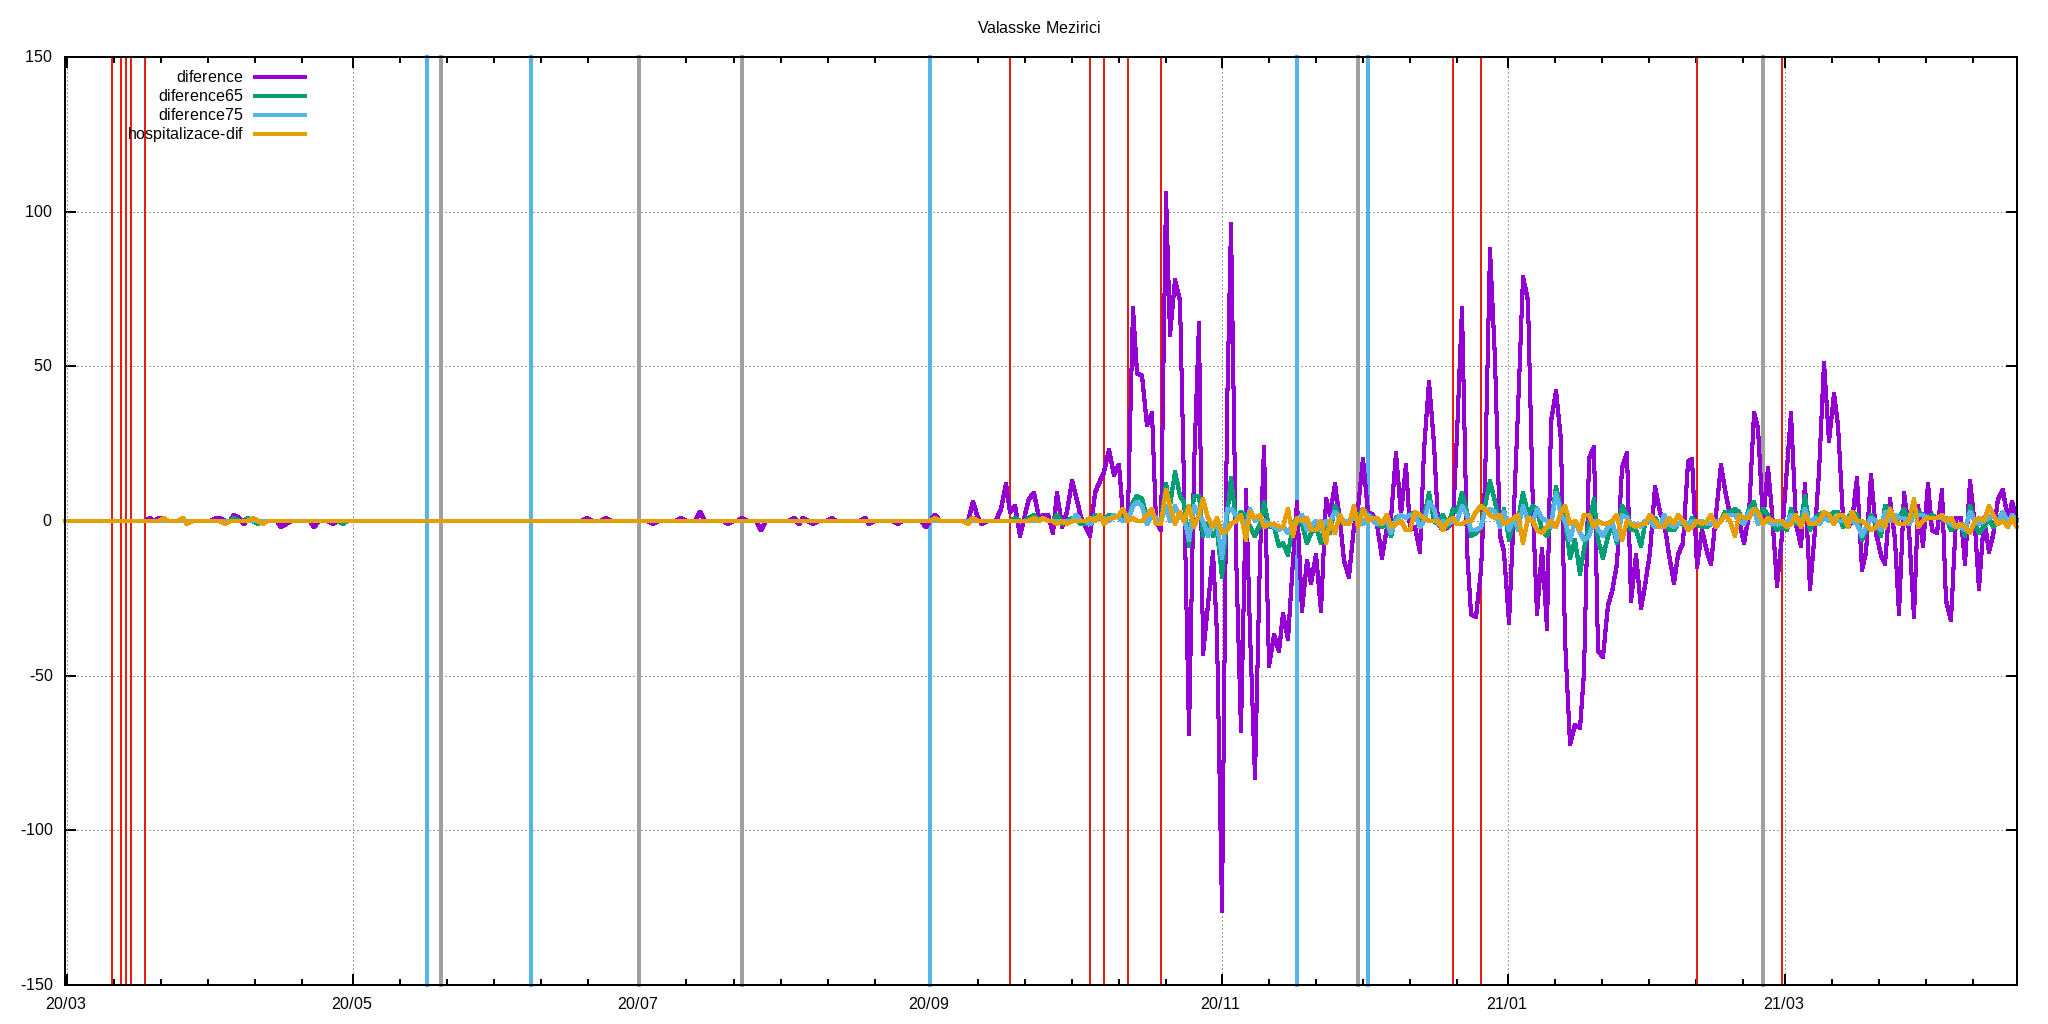 Valasske Mezirici
150
diference
diference65
diference75
hospitalizace-dif
100
50
0
-50
-100
-150
20/03 20/05 20/07 20/09 20/11 21/01 21/03